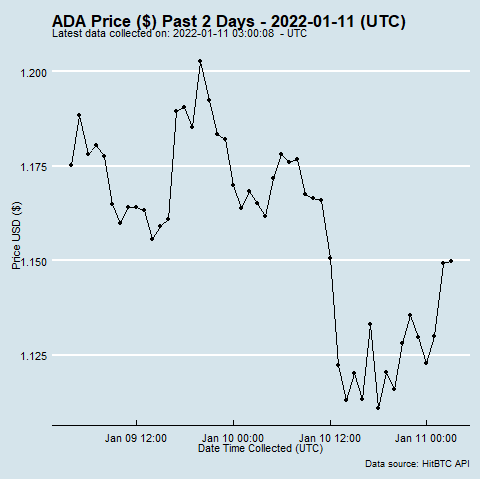 ADA Price ($) Past 2 Days - 2022-01-11 (UTC)
Latest data collected on: 2022-01-11 03:00:08 - UTC
1.200
1.175
1.150
1.125
Price USD ($)
Jan 09 12:00 Jan 10 00:00 Jan 10 12:00 Jan 11 00:00
Date Time Collected (UTC)
Data source: HitBTC API